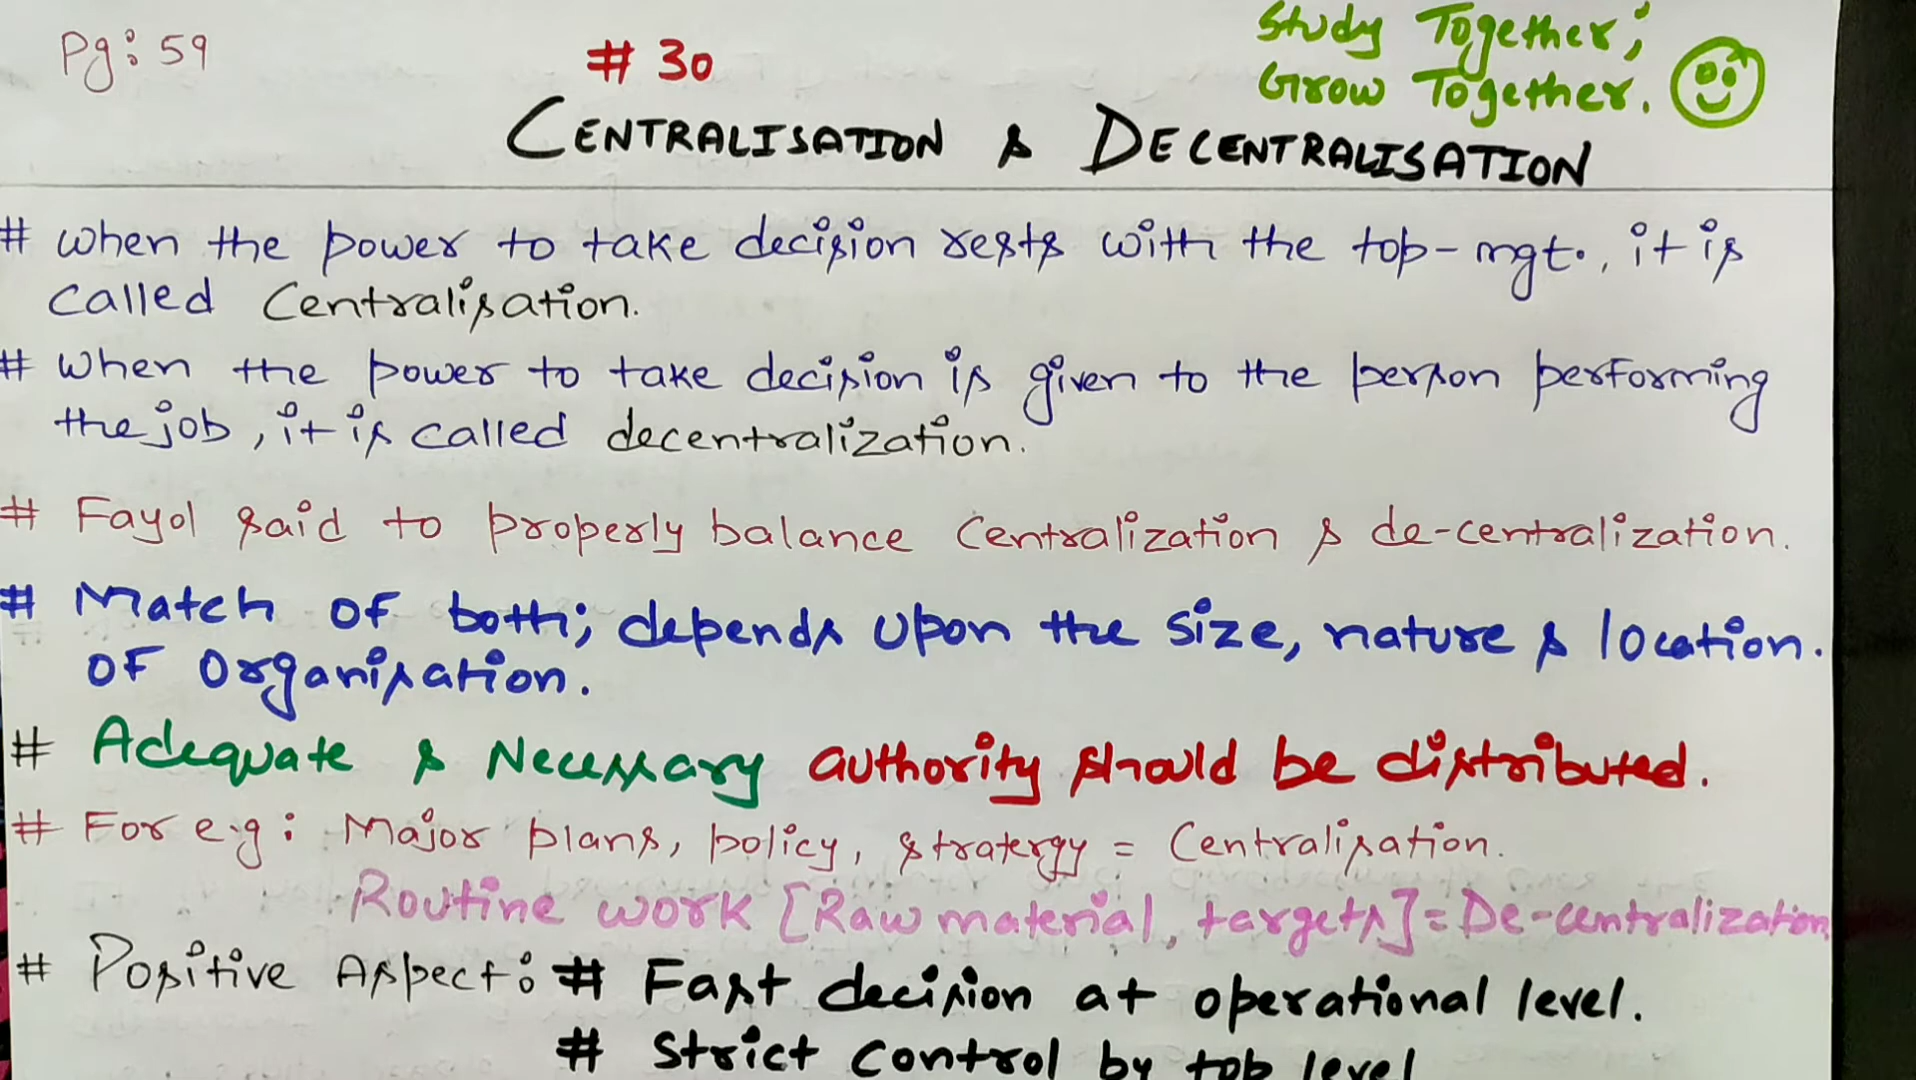 Pg: 59
# 30
Study Together;
Grow Together.
CENTRALISATION & DECENTRALISATION
# When the power to take decision rests with the top-mgt., it is
called Centralisation.
# When the power to take decision is given to the person performing
the job, it is called decentralization.
# Fayol said to properly balance Centralization & de-centralization.
# Match of both; depends upon the size, nature & location.
of Organisation.
# Adequate & Necessary authority should be distributed.
# For e.g: Major plans, policy, stratergy = Centralisation.
Routine work [Raw material, targets] = De-centralization
# Positive Aspect: # Fast decision at operational level.
# Strict control by top level